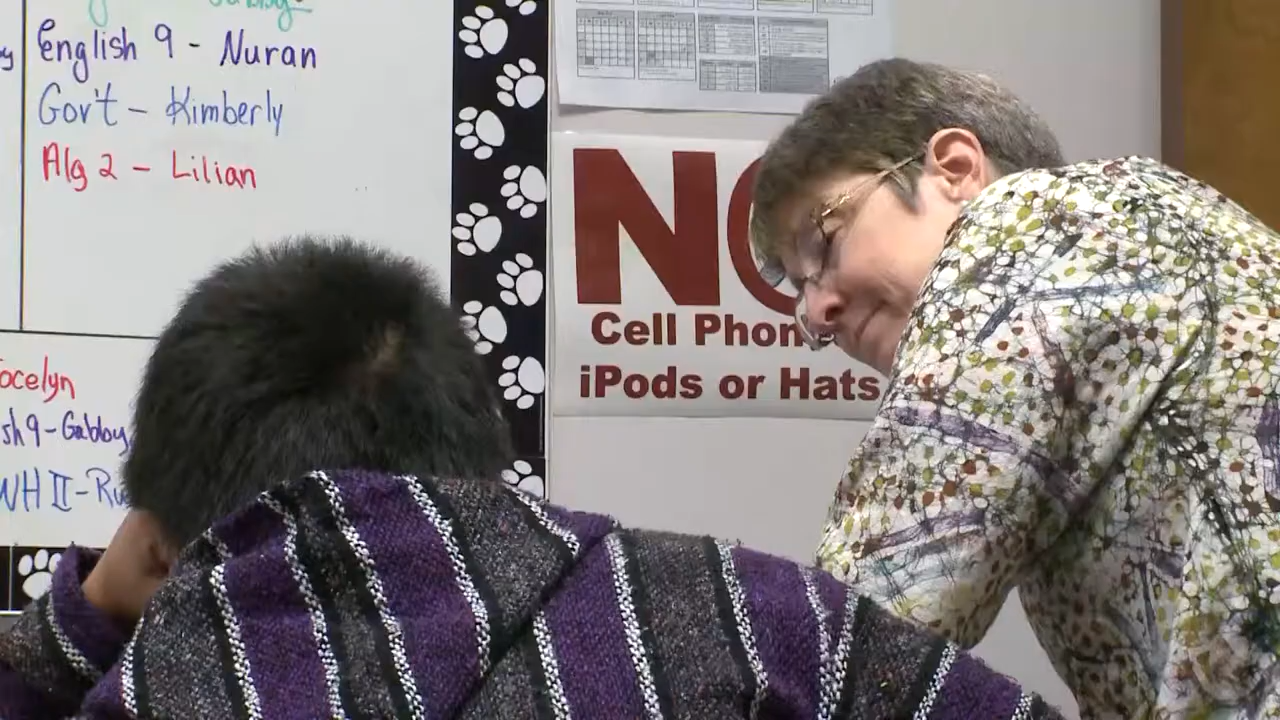 English 9 - Nuran
Gov't - Kimberly
Alg 2 - Lilian
NO
Cell Phone
iPods or Hats
ocelyn
sh 9 - Gabby
WH II - Ru